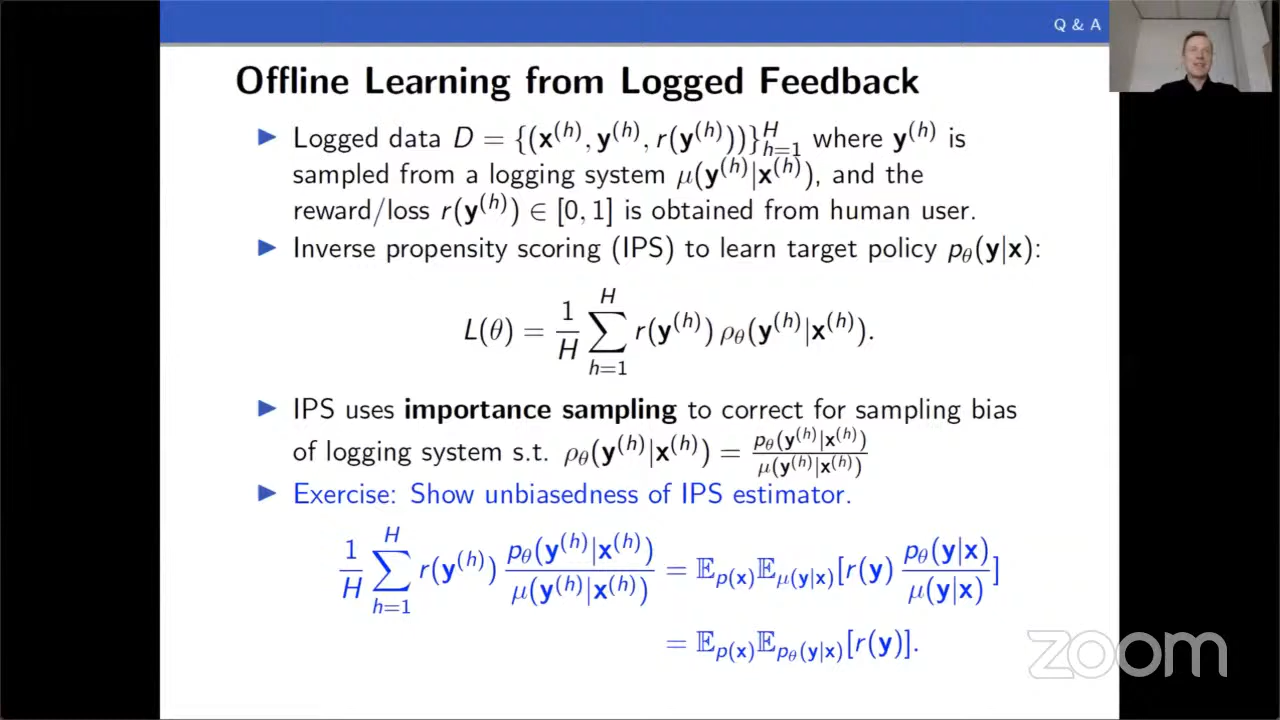 Q & A
Offline Learning from Logged Feedback
▶ Logged data D = {(x^(h), y^(h), r(y^(h)))}_{h=1}^H where y^(h) is
sampled from a logging system μ(y^(h)|x^(h)), and the
reward/loss r(y^(h)) ∈ [0, 1] is obtained from human user.
▶ Inverse propensity scoring (IPS) to learn target policy p_θ(y|x):
L(θ) = 1/H ∑_{h=1}^H r(y^(h)) ρ_θ(y^(h)|x^(h)).
▶ IPS uses importance sampling to correct for sampling bias
of logging system s.t. ρ_θ(y^(h)|x^(h)) = p_θ(y^(h)|x^(h)) / μ(y^(h)|x^(h))
▶ Exercise: Show unbiasedness of IPS estimator.
1/H ∑_{h=1}^H r(y^(h)) p_θ(y^(h)|x^(h)) / μ(y^(h)|x^(h)) = 𝔼_{p(x)}𝔼_{μ(y|x)}[r(y) p_θ(y|x) / μ(y|x)]
= 𝔼_{p(x)}𝔼_{p_θ(y|x)}[r(y)].
zoom